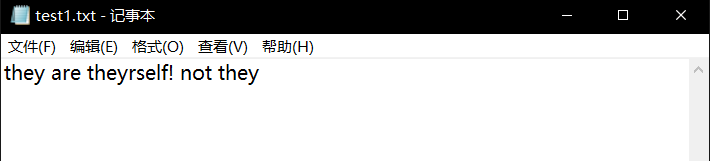 test1.txt - 记事本
文件(F) 编辑(E) 格式(O) 查看(V) 帮助(H)
they are theyrself! not they